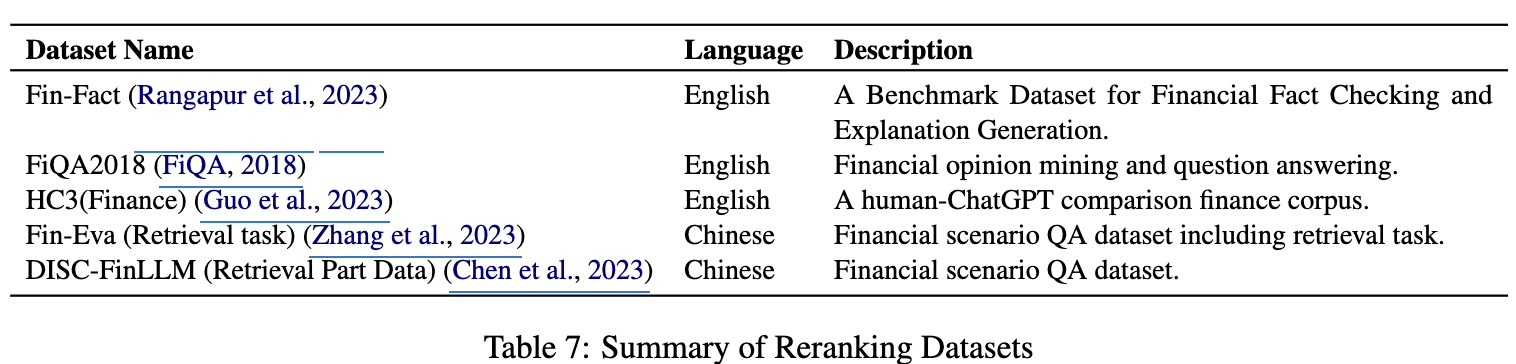 Dataset Name Language Description
Fin-Fact (Rangapur et al., 2023) English A Benchmark Dataset for Financial Fact Checking and
Explanation Generation.
FiQA2018 (FiQA, 2018) English Financial opinion mining and question answering.
HC3(Finance) (Guo et al., 2023) English A human-ChatGPT comparison finance corpus.
Fin-Eva (Retrieval task) (Zhang et al., 2023) Chinese Financial scenario QA dataset including retrieval task.
DISC-FinLLM (Retrieval Part Data) (Chen et al., 2023) Chinese Financial scenario QA dataset.
Table 7: Summary of Reranking Datasets